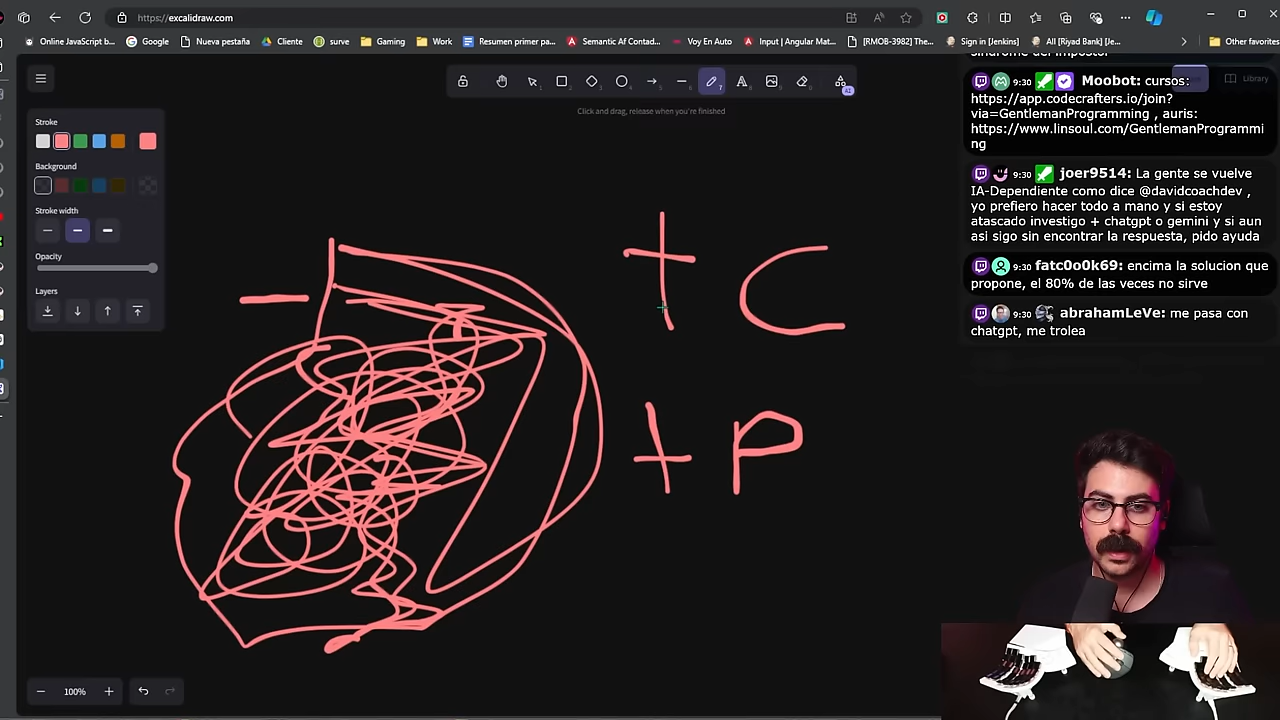 https://excalidraw.com
Online JavaScript b...
Google
Nueva pestaña
Cliente
surve
Gaming
Work
Resumen primer pa...
Semantic Af Contad...
Voy En Auto
Input | Angular Mat...
[RMOB-3982] [The...
Sign in [Jenkins]
All [Riyad Bank] [Je...
Other favorites
Click and drag, release when you're finished
Library
Stroke
Background
Stroke width
Opacity
Layers
100%
+ C
+ P
Síndrome del impostor
9:30 Moobot: cursos:
https://app.codecrafters.io/join?
via=GentlemanProgramming , auris:
https://www.linsoul.com/GentlemanProgrammi
ng
9:30 joer9514: La gente se vuelve
IA-Dependiente como dice @davidcoachdev ,
yo prefiero hacer todo a mano y si estoy
atascado investigo + chatgpt o gemini y si aun
asi sigo sin encontrar la respuesta, pido ayuda
9:30 fatc0o0k69: encima la solucion que
propone, el 80% de las veces no sirve
9:30 abrahamLeVe: me pasa con
chatgpt, me trolea